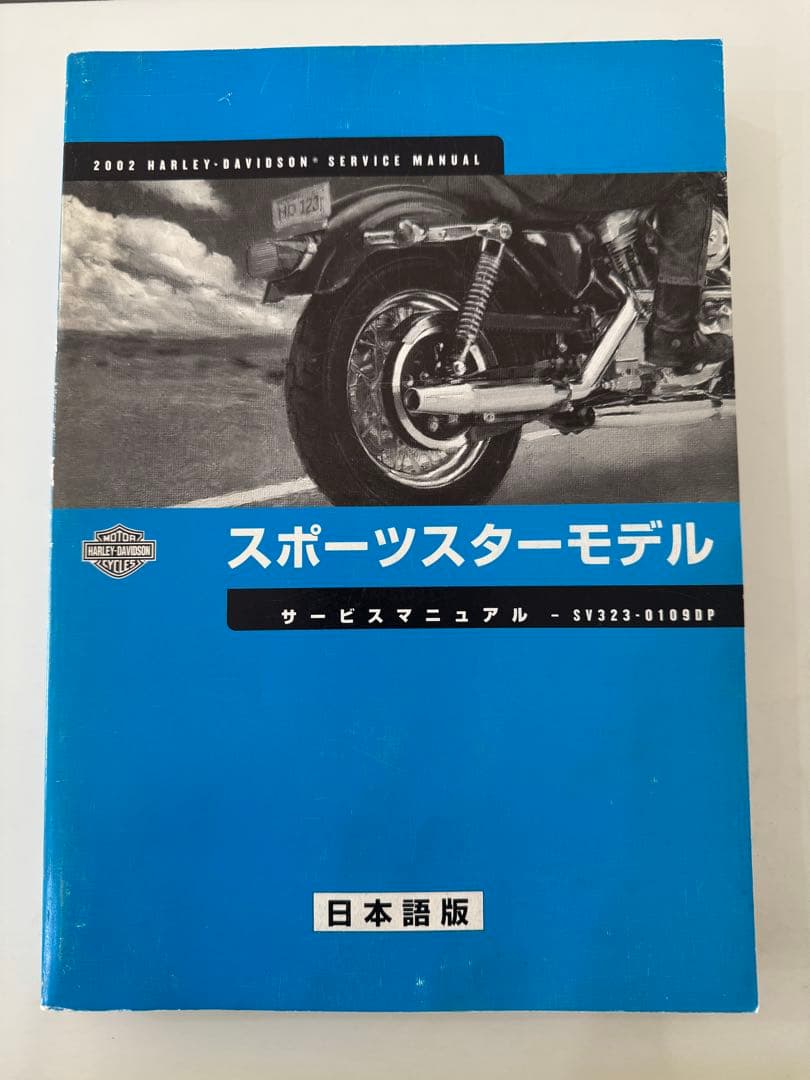 2002 HARLEY-DAVIDSON® SERVICE MANUAL
HD 123
MOTOR
HARLEY-DAVIDSON
CYCLES
スポーツスターモデル
サービスマニュアル - SV323-0109DP
日本語版